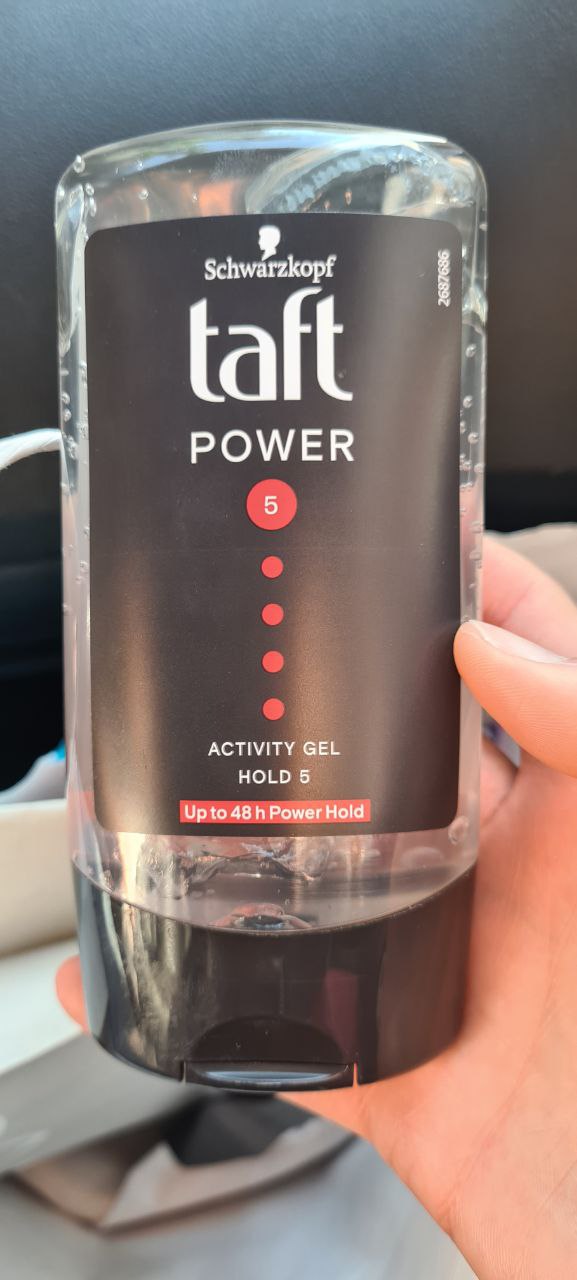 Schwarzkopf
2687686
taft
POWER
5
ACTIVITY GEL
HOLD 5
Up to 48 h Power Hold